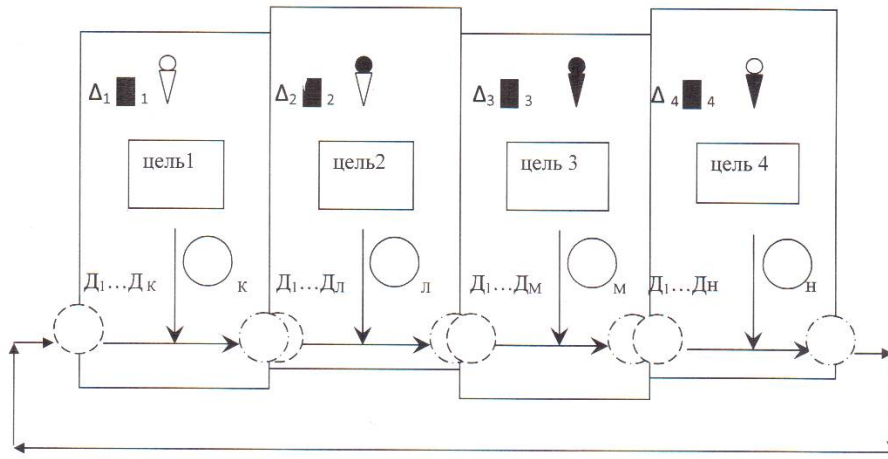 Δ1 1 Δ2 2 Δ3 3 Δ4 4
цель1 цель2 цель 3 цель 4
Д1...Дк к Д1...Дл л Д1...Дм м Д1...Дн н